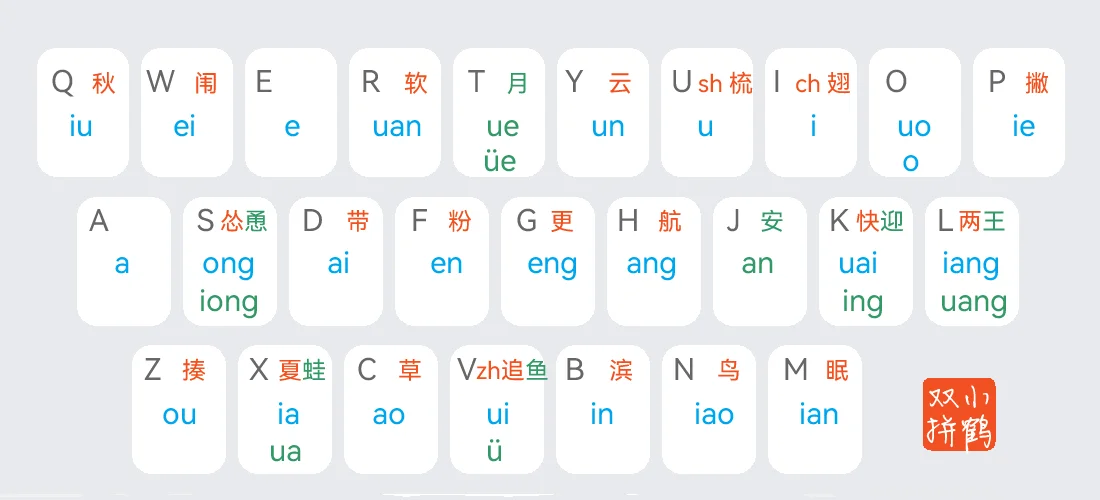 Q 秋 W 闹 E R 软 T 月 Y 云 U sh 梳 I ch 翅 O P 撇
iu ei e uan ue un u i uo ie
üe o
A S 怂恿 D 带 F 粉 G 更 H 航 J 安 K 快迎 L 两王
a ong ai en eng ang an uai iang
iong ing uang
Z 揍 X 夏蛙 C 草 V zh追鱼 B 滨 N 鸟 M 眠
ou ia ao ui in iao ian
ua ü
双小
拼鹤